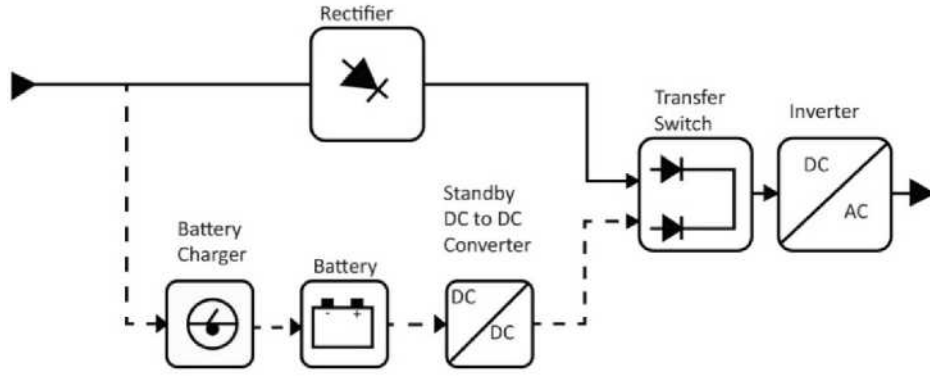 Rectifier
Transfer
Switch
Inverter
DC
AC
Standby
DC to DC
Converter
Battery
Charger
Battery
- +
DC
DC